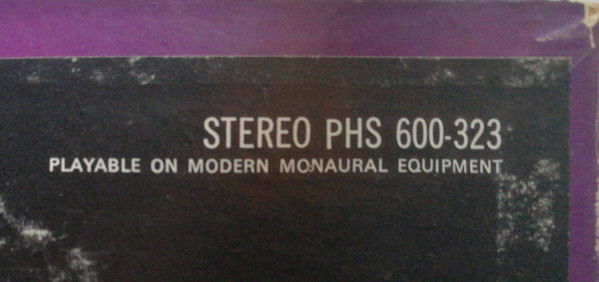 STEREO PHS 600-323
PLAYABLE ON MODERN MONAURAL EQUIPMENT